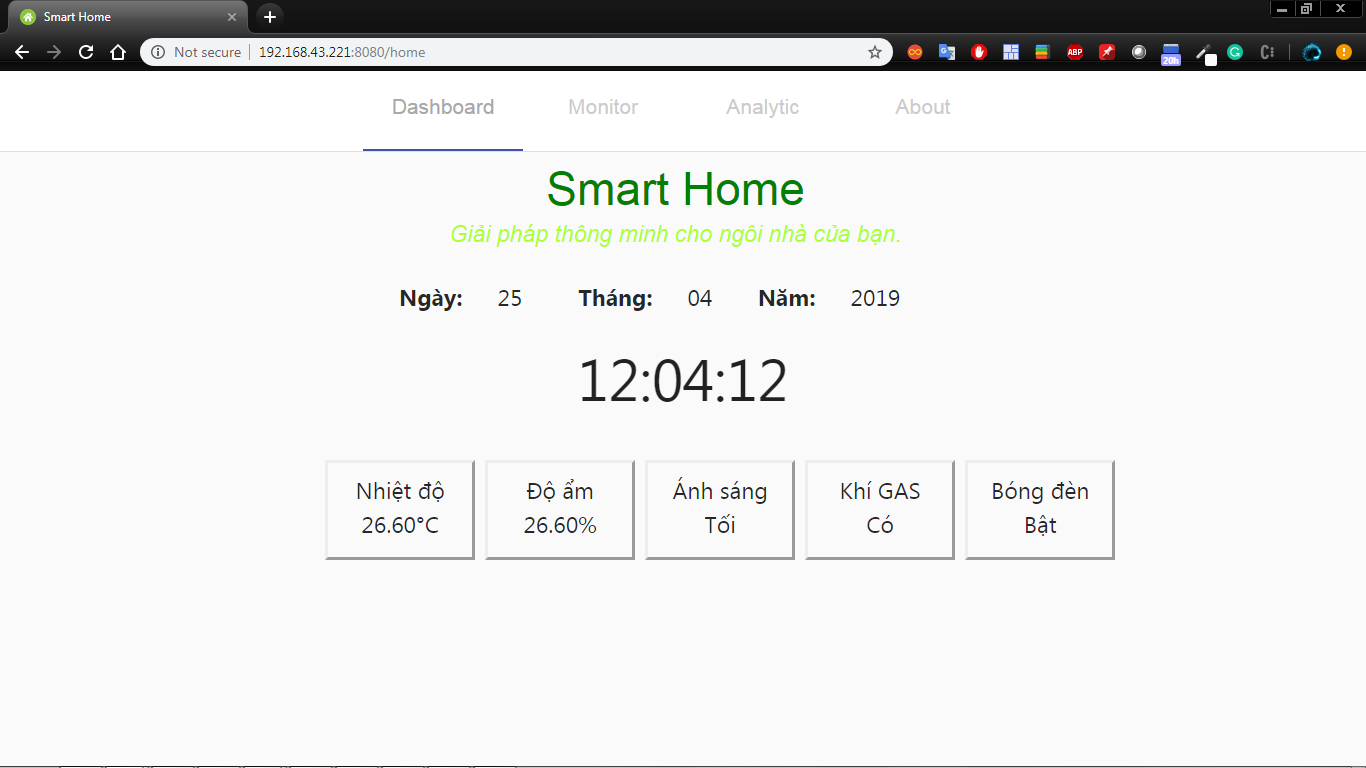 Smart Home
Not secure 192.168.43.221:8080/home
ABP
20h
Dashboard Monitor Analytic About
Smart Home
Giải pháp thông minh cho ngôi nhà của bạn.
Ngày: 25 Tháng: 04 Năm: 2019
12:04:12
Nhiệt độ
26.60°C
Độ ẩm
26.60%
Ánh sáng
Tối
Khí GAS
Có
Bóng đèn
Bật